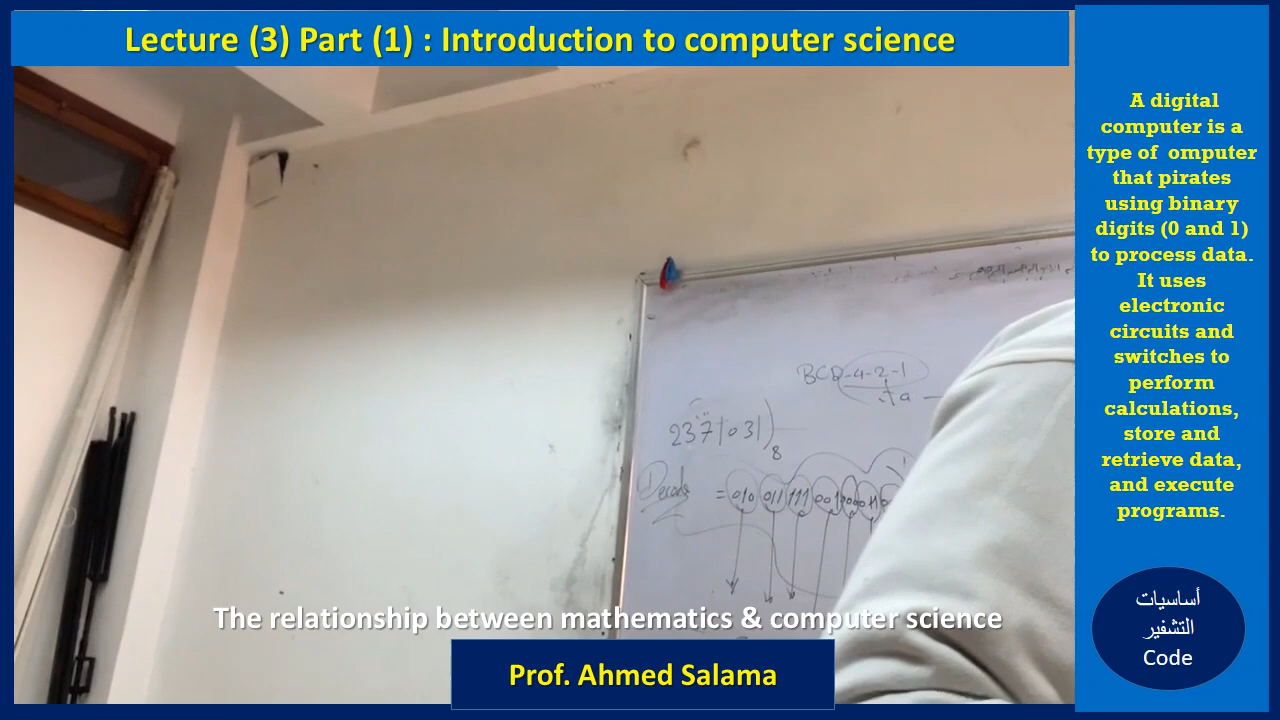 Lecture (3) Part (1) : Introduction to computer science
A digital
computer is a
type of omputer
that pirates
using binary
digits (0 and 1)
to process data.
It uses
electronic
circuits and
switches to
perform
calculations,
store and
retrieve data,
and execute
programs.
أساسيات
التشفير
Code
BCD-4-2-1
237 031)8
= 010 011 111 001
The relationship between mathematics & computer science
Prof. Ahmed Salama